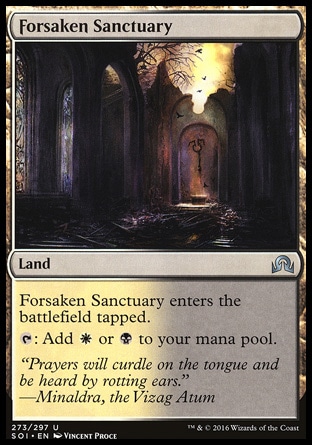 Forsaken Sanctuary
Land
Forsaken Sanctuary enters the
battlefield tapped.
: Add or to your mana pool.
“Prayers will curdle on the tongue and
be heard by rotting ears.”
—Minaldra, the Vizag Atum
273/297 U
SOI • EN Vincent Proce
™ & © 2016 Wizards of the Coast